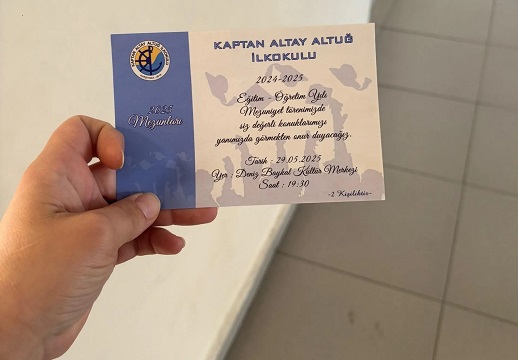 KAPTAN ALTAY ALTUĞ
İLKOKULU
2024-2025
Eğitim - Öğretim Yılı
Mezuniyet törenimizde
siz değerli konuklarımızı
yanımızda görmekten onur duyacağız.
Tarih : 29.05.2025
Yer : Deniz Baykal Kültür Merkezi
Saat : 19:30
-2 Kişiliktir-
2025
Mezunları